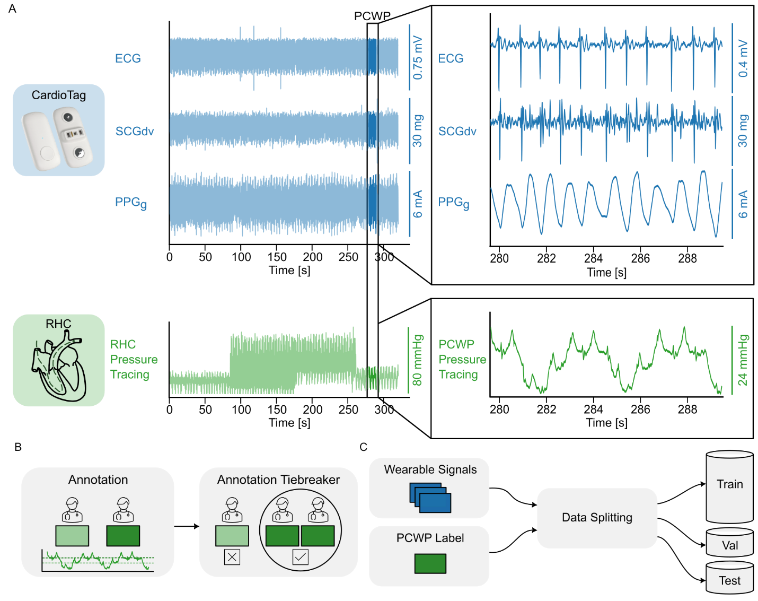 A
PCWP
CardioTag
ECG
0.75 mV
SCGdv
30 mg
PPGg
6 mA
0 50 100 150 200 250 300
Time [s]
ECG
0.4 mV
SCGdv
30 mg
PPGg
6 mA
280 282 284 286 288
Time [s]
RHC
RHC
Pressure
Tracing
80 mmHg
0 50 100 150 200 250 300
Time [s]
PCWP
Pressure
Tracing
24 mmHg
280 282 284 286 288
Time [s]
B
Annotation
Annotation Tiebreaker
C
Wearable Signals
PCWP Label
Data Splitting
Train
Val
Test